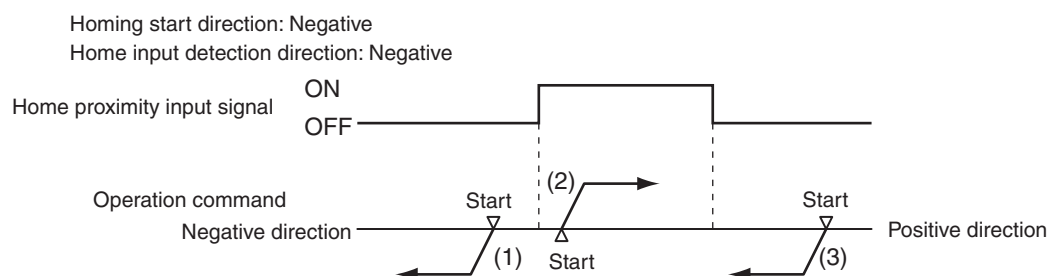 Homing start direction: Negative
Home input detection direction: Negative
Home proximity input signal
ON
OFF
Operation command
Negative direction
Start
(1)
(2)
Start
Start
(3)
Positive direction